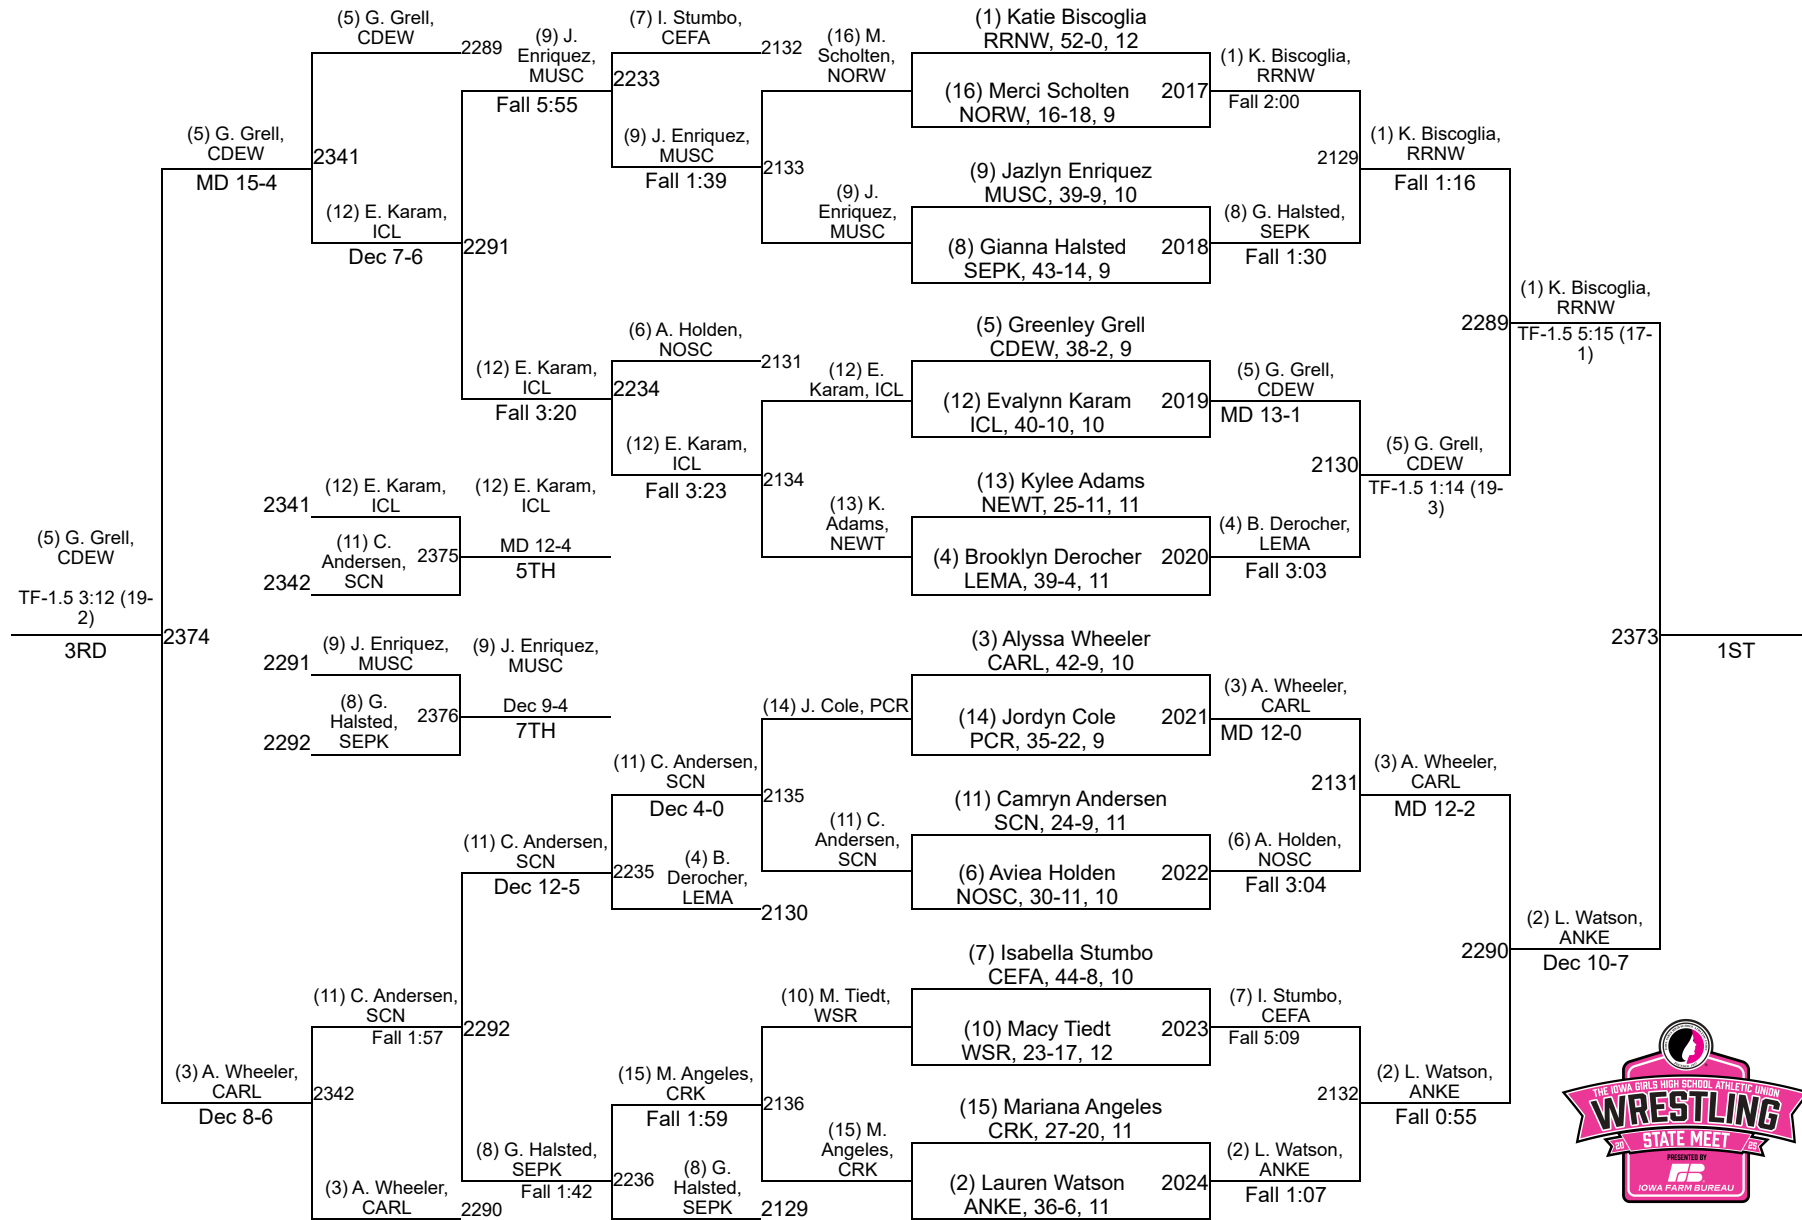 (5) G. Grell,
CDEW
2289
(5) G. Grell,
CDEW
MD 15-4
2341
(12) E. Karam,
ICL
Dec 7-6
2291
(9) J.
Enriquez,
MUSC
Fall 5:55
2233
(7) I. Stumbo,
CEFA
2132
(9) J. Enriquez,
MUSC
Fall 1:39
2133
(16) M.
Scholten,
NORW
(9) J.
Enriquez,
MUSC
(12) E. Karam,
ICL
Fall 3:20
2234
(6) A. Holden,
NOSC
2131
(12) E. Karam,
ICL
Fall 3:23
2134
(12) E.
Karam, ICL
(13) K.
Adams,
NEWT
(1) Katie Biscoglia
RRNW, 52-0, 12
(16) Merci Scholten
NORW, 16-18, 9
2017
(9) Jazlyn Enriquez
MUSC, 39-9, 10
(8) Gianna Halsted
SEPK, 43-14, 9
2018
(5) Greenley Grell
CDEW, 38-2, 9
(12) Evalynn Karam
ICL, 40-10, 10
2019
(13) Kylee Adams
NEWT, 25-11, 11
(4) Brooklyn Derocher
LEMA, 39-4, 11
2020
(1) K. Biscoglia,
RRNW
Fall 2:00
2129
(8) G. Halsted,
SEPK
Fall 1:30
(1) K. Biscoglia,
RRNW
Fall 1:16
(5) G. Grell,
CDEW
MD 13-1
2130
(4) B. Derocher,
LEMA
Fall 3:03
(5) G. Grell,
CDEW
TF-1.5 1:14 (19-
3)
2289
(1) K. Biscoglia,
RRNW
TF-1.5 5:15 (17-
1)
2341
(12) E. Karam,
ICL
(12) E. Karam,
ICL
2342
(11) C.
Andersen,
SCN
2375
MD 12-4
5TH
(5) G. Grell,
CDEW
TF-1.5 3:12 (19-
2)
3RD
2374
2291
(9) J. Enriquez,
MUSC
(9) J. Enriquez,
MUSC
2292
(8) G.
Halsted,
SEPK
2376
Dec 9-4
7TH
2373
1ST
(3) Alyssa Wheeler
CARL, 42-9, 10
(14) Jordyn Cole
PCR, 35-22, 9
2021
(11) Camryn Andersen
SCN, 24-9, 11
(6) Aviea Holden
NOSC, 30-11, 10
2022
(7) Isabella Stumbo
CEFA, 44-8, 10
(10) Macy Tiedt
WSR, 23-17, 12
2023
(15) Mariana Angeles
CRK, 27-20, 11
(2) Lauren Watson
ANKE, 36-6, 11
2024
(14) J. Cole, PCR
(11) C. Andersen,
SCN
Dec 4-0
2135
(11) C.
Andersen,
SCN
(11) C. Andersen,
SCN
Dec 12-5
2235
(4) B.
Derocher,
LEMA
2130
(10) M. Tiedt,
WSR
(11) C. Andersen,
SCN
Fall 1:57
2292
(15) M. Angeles,
CRK
Fall 1:59
2136
(15) M.
Angeles,
CRK
(3) A. Wheeler,
CARL
Dec 8-6
2342
(8) G. Halsted,
SEPK
Fall 1:42
2236
(8) G.
Halsted,
SEPK
2129
(3) A. Wheeler,
CARL
2290
(3) A. Wheeler,
CARL
MD 12-0
2131
(6) A. Holden,
NOSC
Fall 3:04
(3) A. Wheeler,
CARL
MD 12-2
2290
(2) L. Watson,
ANKE
Dec 10-7
(7) I. Stumbo,
CEFA
Fall 5:09
2132
(2) L. Watson,
ANKE
Fall 0:55
(2) L. Watson,
ANKE
Fall 1:07
THE IOWA GIRLS HIGH SCHOOL ATHLETIC UNION
WRESTLING
20 STATE MEET 25
PRESENTED BY
FB
IOWA FARM BUREAU